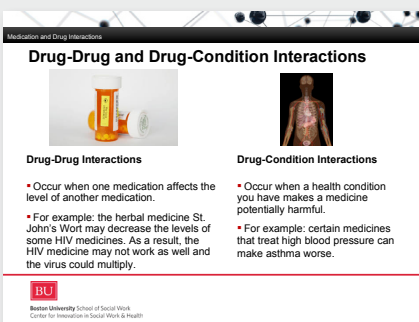 Medication and Drug Interactions
Drug-Drug and Drug-Condition Interactions
Drug-Drug Interactions
▪ Occur when one medication affects the
level of another medication.
▪ For example: the herbal medicine St.
John's Wort may decrease the levels of
some HIV medicines. As a result, the
HIV medicine may not work as well and
the virus could multiply.
Drug-Condition Interactions
▪ Occur when a health condition
you have makes a medicine
potentially harmful.
▪ For example: certain medicines
that treat high blood pressure can
make asthma worse.
BU
Boston University School of Social Work
Center for Innovation in Social Work & Health